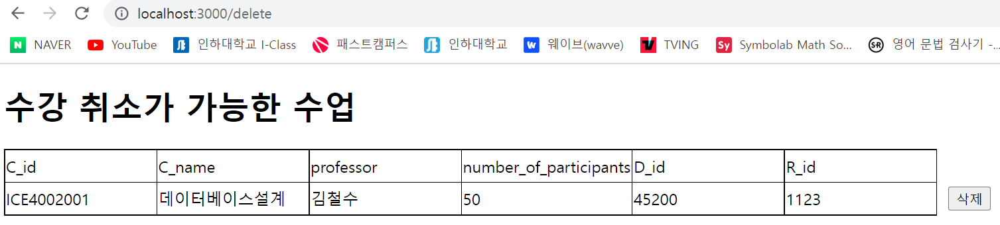 localhost:3000/delete
N NAVER YouTube 인하대학교 I-Class 패스트캠퍼스 인하대학교 W 웨이브(wavve) TVING Sy Symbolab Math So... S·R 영어 문법 검사기 -...
수강 취소가 가능한 수업
C_id C_name professor number_of_participants D_id R_id
ICE4002001 데이터베이스설계 김철수 50 45200 1123 삭제